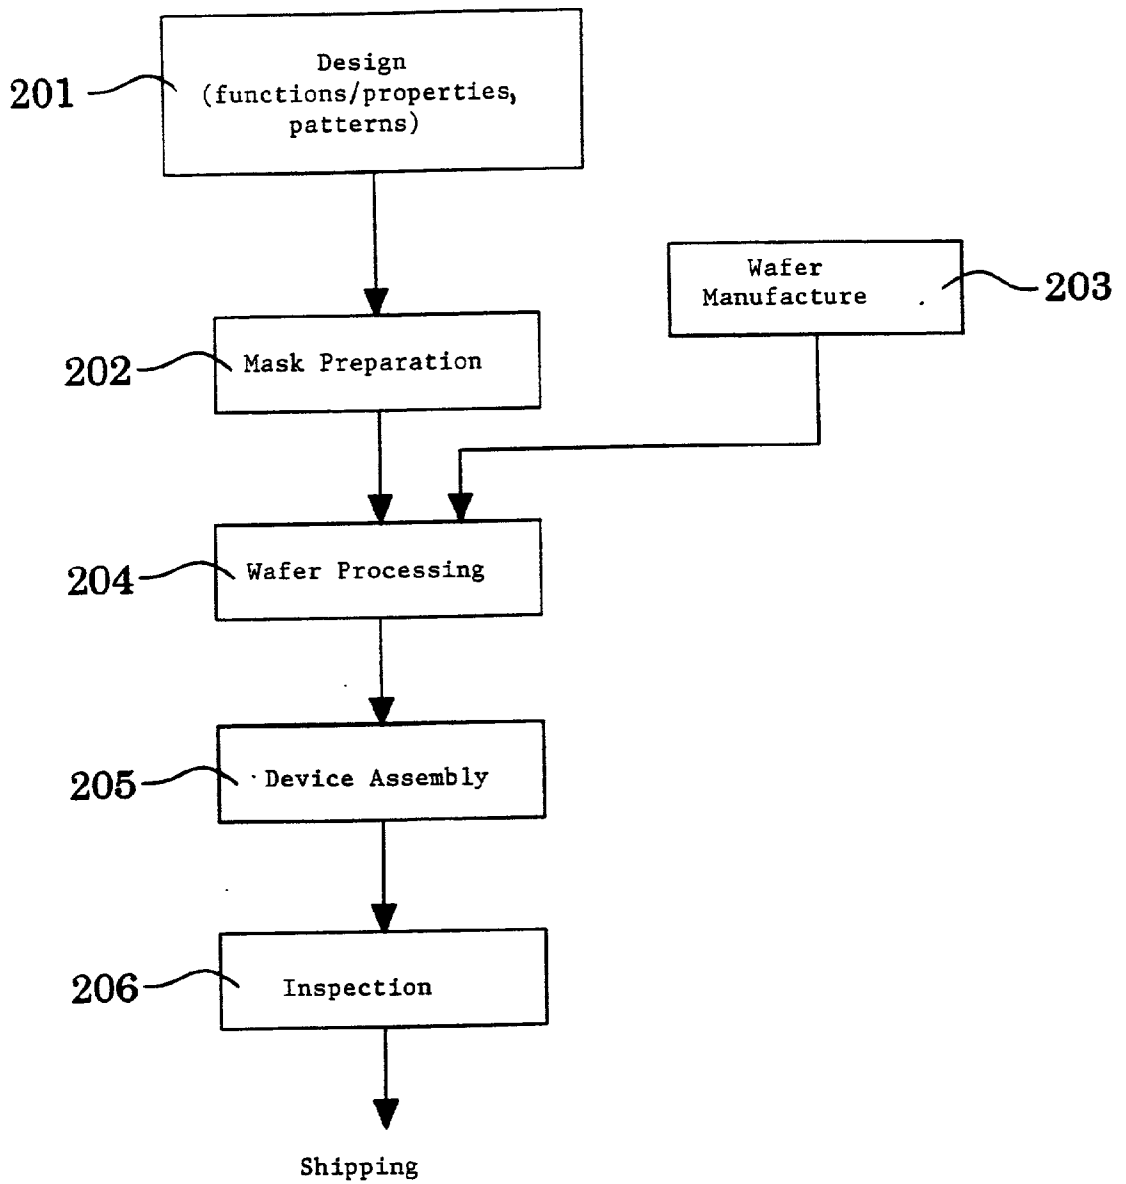 Design
(functions/properties,
patterns)
201
Wafer
Manufacture
203
202
Mask Preparation
204
Wafer Processing
205
Device Assembly
206
Inspection
Shipping